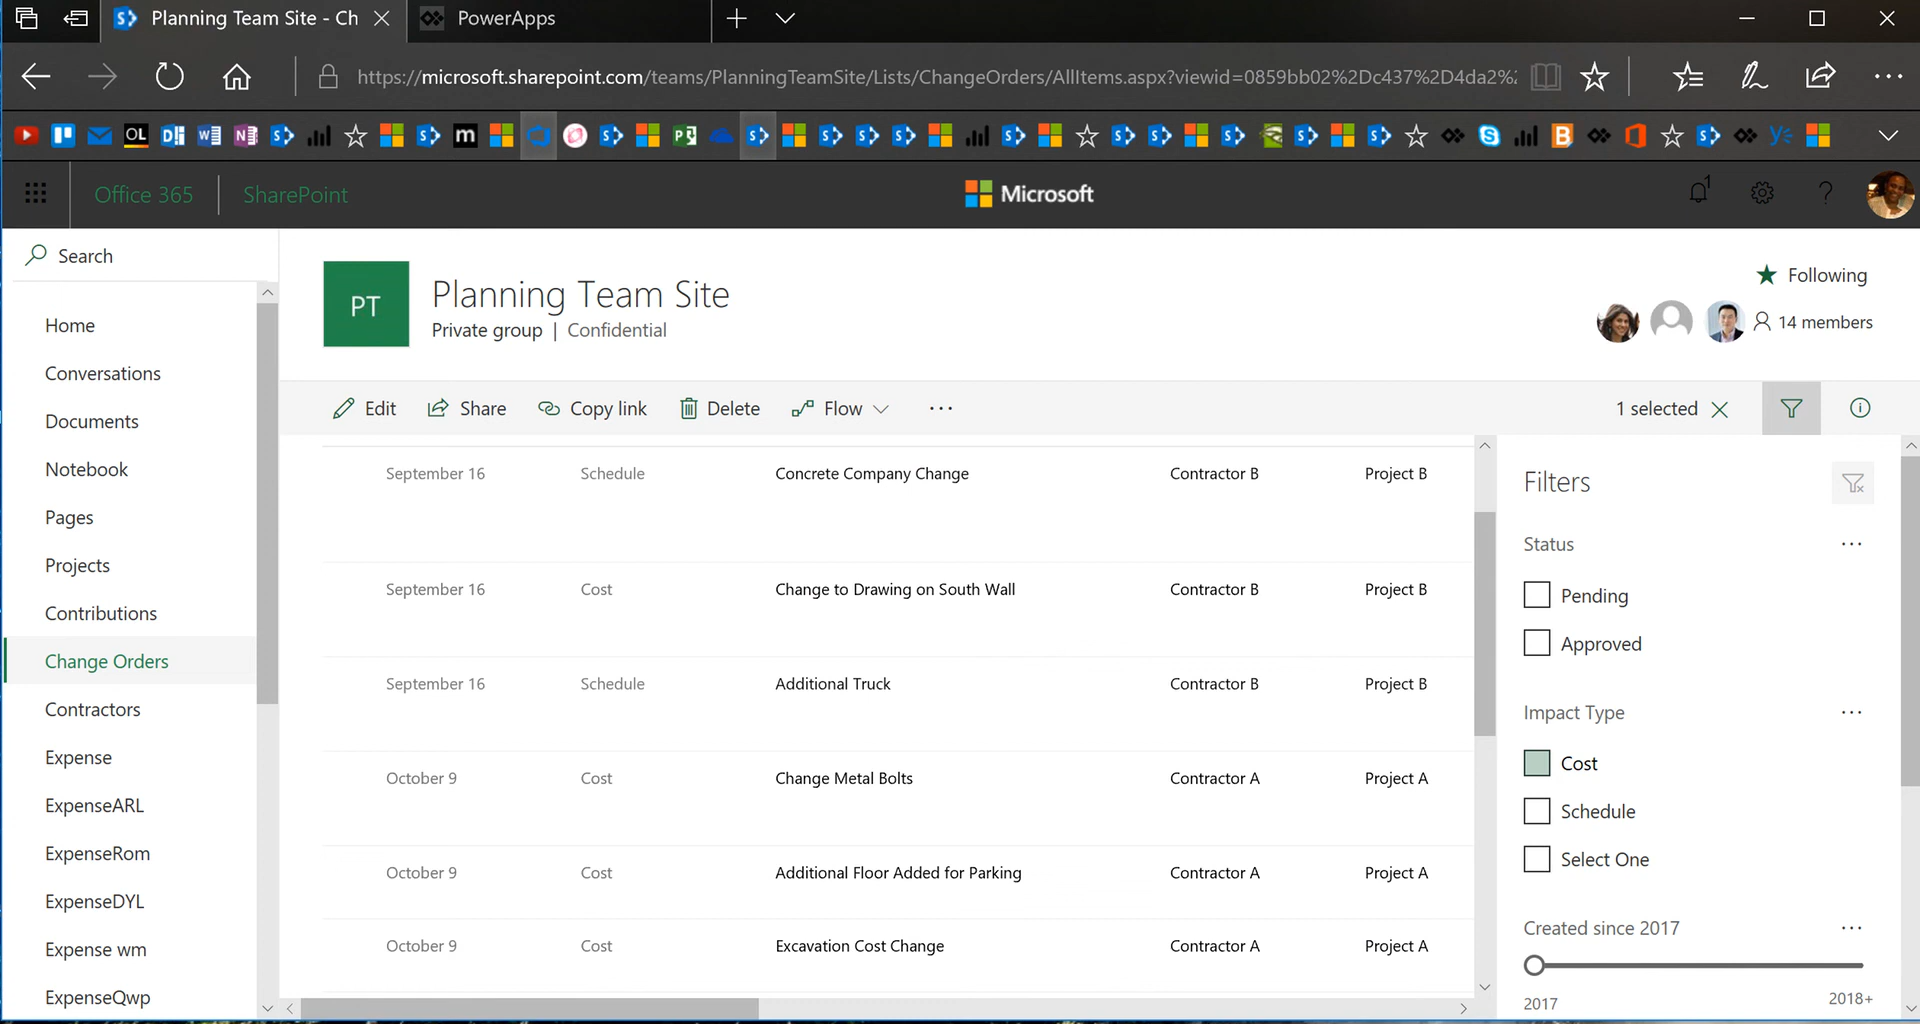 Planning Team Site - Ch
PowerApps
https://microsoft.sharepoint.com/teams/PlanningTeamSite/Lists/ChangeOrders/AllItems.aspx?viewid=0859bb02%2Dc437%2D4da2%2
OL
m
Office 365
SharePoint
Microsoft
1
?
Search
Home
Conversations
Documents
Notebook
Pages
Projects
Contributions
Change Orders
Contractors
Expense
ExpenseARL
ExpenseRom
ExpenseDYL
Expense wm
ExpenseQwp
PT
Planning Team Site
Private group | Confidential
Following
14 members
Edit
Share
Copy link
Delete
Flow
1 selected
September 16 Schedule Concrete Company Change Contractor B Project B
September 16 Cost Change to Drawing on South Wall Contractor B Project B
September 16 Schedule Additional Truck Contractor B Project B
October 9 Cost Change Metal Bolts Contractor A Project A
October 9 Cost Additional Floor Added for Parking Contractor A Project A
October 9 Cost Excavation Cost Change Contractor A Project A
Filters
Status
Pending
Approved
Impact Type
Cost
Schedule
Select One
Created since 2017
2017
2018+